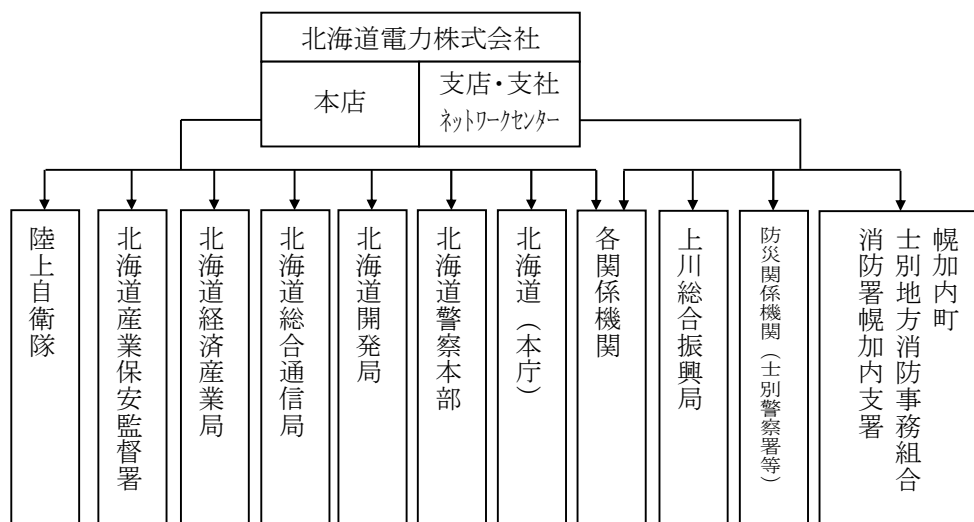 北海道電力株式会社
本店
支店・支社
ネットワークセンター
陸上自衛隊
北海道産業保安監督署
北海道経済産業局
北海道総合通信局
北海道開発局
北海道警察本部
北海道（本庁）
各関係機関
上川総合振興局
防災関係機関（士別警察署等）
幌加内町
士別地方消防事務組合
消防署幌加内支署